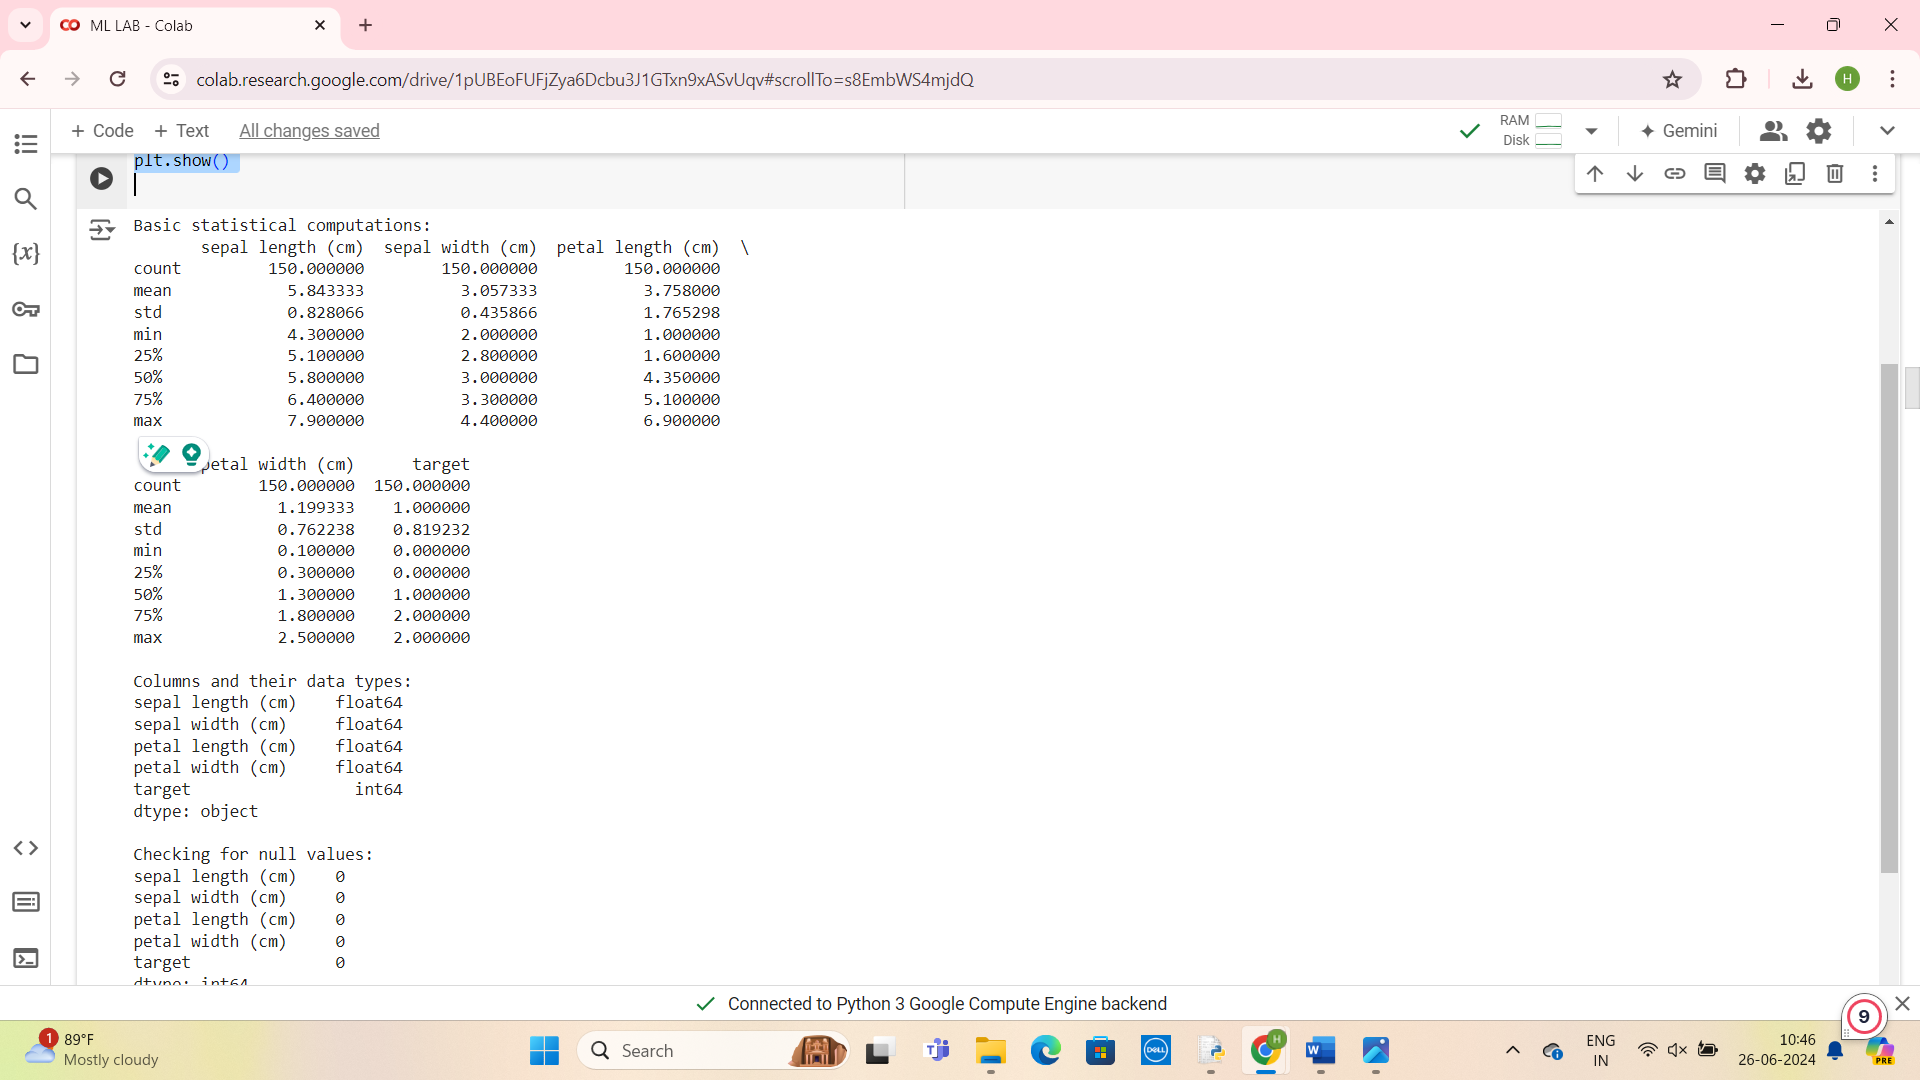 ML LAB - Colab
colab.research.google.com/drive/1pUBEoFUFjZya6Dcbu3J1GTxn9xASvUqv#scrollTo=s8EmbWS4mjdQ
H
+ Code + Text All changes saved
RAM
Disk
Gemini
plt.show()
{x}
Basic statistical computations:
sepal length (cm) sepal width (cm) petal length (cm) \
count 150.000000 150.000000 150.000000
mean 5.843333 3.057333 3.758000
std 0.828066 0.435866 1.765298
min 4.300000 2.000000 1.000000
25% 5.100000 2.800000 1.600000
50% 5.800000 3.000000 4.350000
75% 6.400000 3.300000 5.100000
max 7.900000 4.400000 6.900000
petal width (cm) target
count 150.000000 150.000000
mean 1.199333 1.000000
std 0.762238 0.819232
min 0.100000 0.000000
25% 0.300000 0.000000
50% 1.300000 1.000000
75% 1.800000 2.000000
max 2.500000 2.000000
Columns and their data types:
sepal length (cm) float64
sepal width (cm) float64
petal length (cm) float64
petal width (cm) float64
target int64
dtype: object
Checking for null values:
sepal length (cm) 0
sepal width (cm) 0
petal length (cm) 0
petal width (cm) 0
target 0
dtype: int64
Connected to Python 3 Google Compute Engine backend
9
1
89°F
Mostly cloudy
Search
DELL
H
ENG
IN
10:46
26-06-2024
PRE